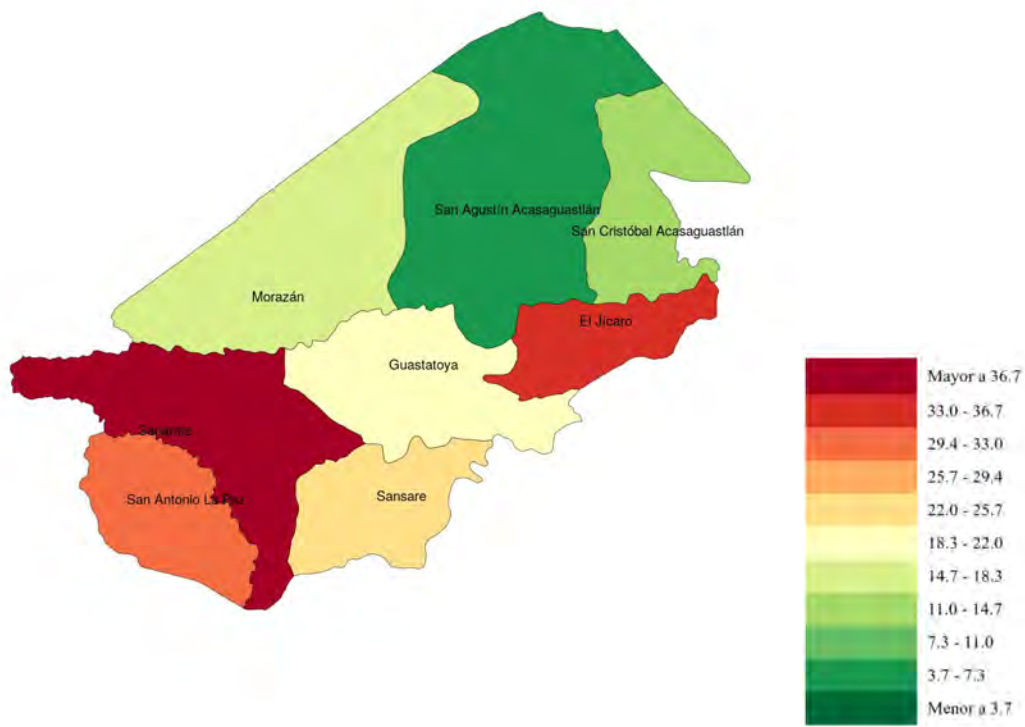 San Agustín Acasaguastlán
San Cristóbal Acasaguastlán
Morazán
El Jícaro
Guastatoya
Sanarate
San Antonio La Paz
Sansare
Mayor a 36.7
33.0 - 36.7
29.4 - 33.0
25.7 - 29.4
22.0 - 25.7
18.3 - 22.0
14.7 - 18.3
11.0 - 14.7
7.3 - 11.0
3.7 - 7.3
Menor a 3.7